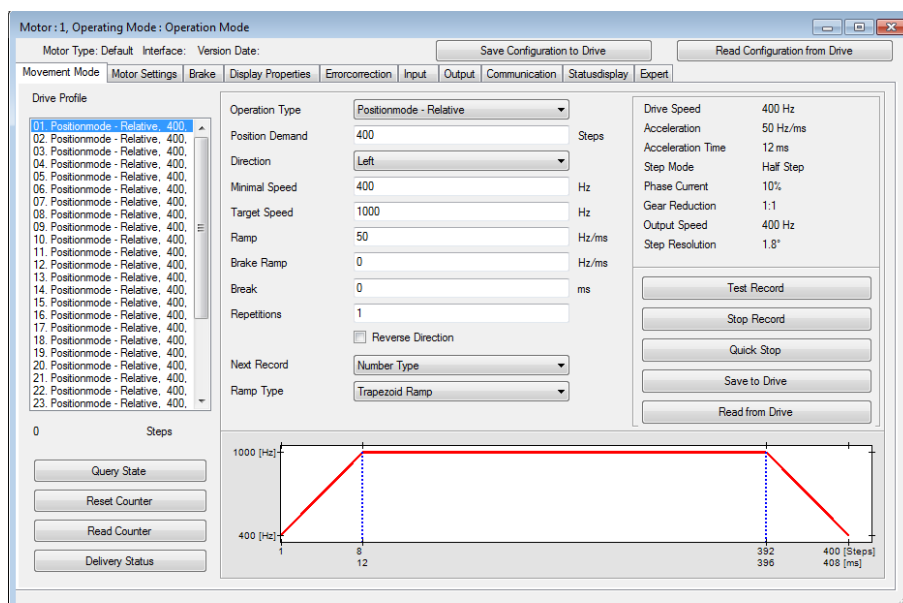 Motor : 1, Operating Mode : Operation Mode
Motor Type: Default Interface: Version Date:
Save Configuration to Drive
Read Configuration from Drive
Movement Mode Motor Settings Brake Display Properties Errorcorrection Input Output Communication Statusdisplay Expert
Drive Profile
01. Positionmode - Relative, 400,
02. Positionmode - Relative, 400,
03. Positionmode - Relative, 400,
04. Positionmode - Relative, 400,
05. Positionmode - Relative, 400,
06. Positionmode - Relative, 400,
07. Positionmode - Relative, 400,
08. Positionmode - Relative, 400,
09. Positionmode - Relative, 400,
10. Positionmode - Relative, 400,
11. Positionmode - Relative, 400,
12. Positionmode - Relative, 400,
13. Positionmode - Relative, 400,
14. Positionmode - Relative, 400,
15. Positionmode - Relative, 400,
16. Positionmode - Relative, 400,
17. Positionmode - Relative, 400,
18. Positionmode - Relative, 400,
19. Positionmode - Relative, 400,
20. Positionmode - Relative, 400,
21. Positionmode - Relative, 400,
22. Positionmode - Relative, 400,
23. Positionmode - Relative, 400,
0 Steps
Query State
Reset Counter
Read Counter
Delivery Status
Operation Type Positionmode - Relative
Position Demand 400 Steps
Direction Left
Minimal Speed 400 Hz
Target Speed 1000 Hz
Ramp 50 Hz/ms
Brake Ramp 0 Hz/ms
Break 0 ms
Repetitions 1
Reverse Direction
Next Record Number Type
Ramp Type Trapezoid Ramp
Drive Speed 400 Hz
Acceleration 50 Hz/ms
Acceleration Time 12 ms
Step Mode Half Step
Phase Current 10%
Gear Reduction 1:1
Output Speed 400 Hz
Step Resolution 1.8°
Test Record
Stop Record
Quick Stop
Save to Drive
Read from Drive
1000 [Hz]
400 [Hz]
1 8 392 400 [Steps]
12 396 408 [ms]